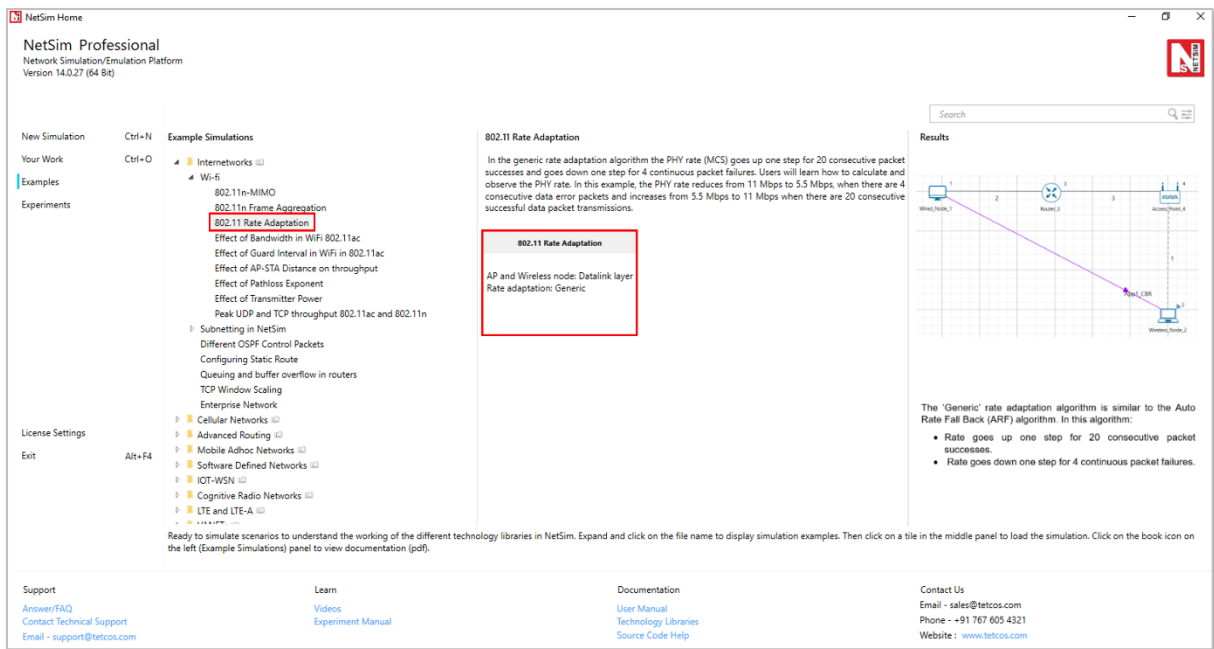 NetSim Home
NetSim Professional
Network Simulation/Emulation Platform
Version 14.0.27 (64 Bit)
NETSIM
Search
New Simulation Ctrl+N
Your Work Ctrl+O
Examples
Experiments
License Settings
Exit Alt+F4
Example Simulations
Internetworks
Wi-fi
802.11n-MIMO
802.11n Frame Aggregation
802.11 Rate Adaptation
Effect of Bandwidth in WiFi 802.11ac
Effect of Guard Interval in WiFi in 802.11ac
Effect of AP-STA Distance on throughput
Effect of Pathloss Exponent
Effect of Transmitter Power
Peak UDP and TCP throughput 802.11ac and 802.11n
Subnetting in NetSim
Different OSPF Control Packets
Configuring Static Route
Queuing and buffer overflow in routers
TCP Window Scaling
Enterprise Network
Cellular Networks
Advanced Routing
Mobile Adhoc Networks
Software Defined Networks
IOT-WSN
Cognitive Radio Networks
LTE and LTE-A
802.11 Rate Adaptation
In the generic rate adaptation algorithm the PHY rate (MCS) goes up one step for 20 consecutive packet
successes and goes down one step for 4 continuous packet failures. Users will learn how to calculate and
observe the PHY rate. In this example, the PHY rate reduces from 11 Mbps to 5.5 Mbps, when there are 4
consecutive data error packets and increases from 5.5 Mbps to 11 Mbps when there are 20 consecutive
successful data packet transmissions.
802.11 Rate Adaptation
AP and Wireless node: Datalink layer
Rate adaptation: Generic
Results
1
2
3
3
4
Wired_Node_1
Router_3
Access_Point_4
1
App1_CBR
2
Wireless_Node_2
The 'Generic' rate adaptation algorithm is similar to the Auto
Rate Fall Back (ARF) algorithm. In this algorithm:
• Rate goes up one step for 20 consecutive packet
successes.
• Rate goes down one step for 4 continuous packet failures.
Ready to simulate scenarios to understand the working of the different technology libraries in NetSim. Expand and click on the file name to display simulation examples. Then click on a tile in the middle panel to load the simulation. Click on the book icon on
the left (Example Simulations) panel to view documentation (pdf).
Support
Answer/FAQ
Contact Technical Support
Email - support@tetcos.com
Learn
Videos
Experiment Manual
Documentation
User Manual
Technology Libraries
Source Code Help
Contact Us
Email - sales@tetcos.com
Phone - +91 767 605 4321
Website : www.tetcos.com